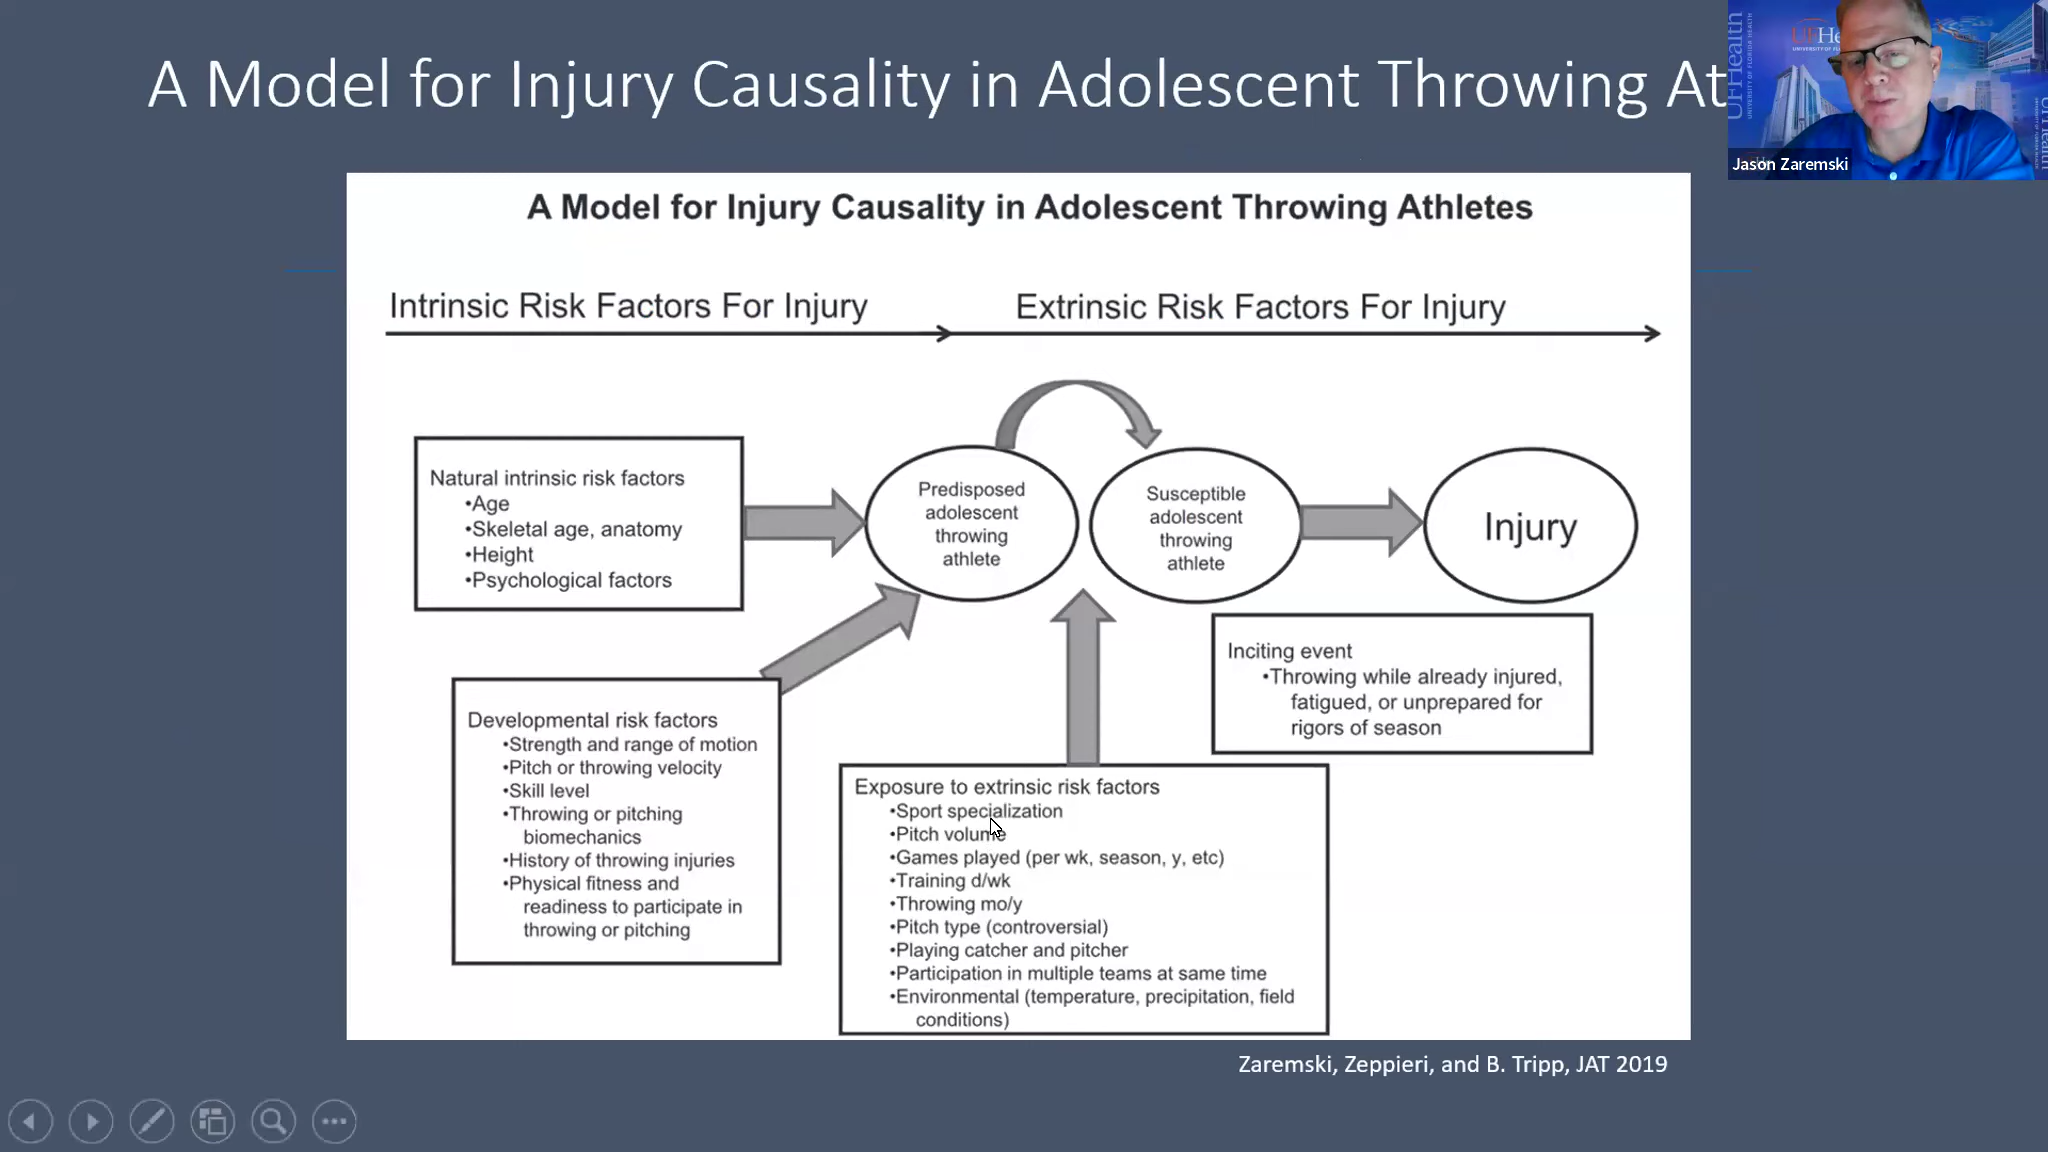 A Model for Injury Causality in Adolescent Throwing At
UFHealth
UNIVERSITY OF FLORIDA HEALTH
Jason Zaremski
A Model for Injury Causality in Adolescent Throwing Athletes
Intrinsic Risk Factors For Injury
Extrinsic Risk Factors For Injury
Natural intrinsic risk factors
•Age
•Skeletal age, anatomy
•Height
•Psychological factors
Predisposed
adolescent
throwing
athlete
Susceptible
adolescent
throwing
athlete
Injury
Inciting event
•Throwing while already injured,
fatigued, or unprepared for
rigors of season
Developmental risk factors
•Strength and range of motion
•Pitch or throwing velocity
•Skill level
•Throwing or pitching
biomechanics
•History of throwing injuries
•Physical fitness and
readiness to participate in
throwing or pitching
Exposure to extrinsic risk factors
•Sport specialization
•Pitch volume
•Games played (per wk, season, y, etc)
•Training d/wk
•Throwing mo/y
•Pitch type (controversial)
•Playing catcher and pitcher
•Participation in multiple teams at same time
•Environmental (temperature, precipitation, field
conditions)
Zaremski, Zeppieri, and B. Tripp, JAT 2019